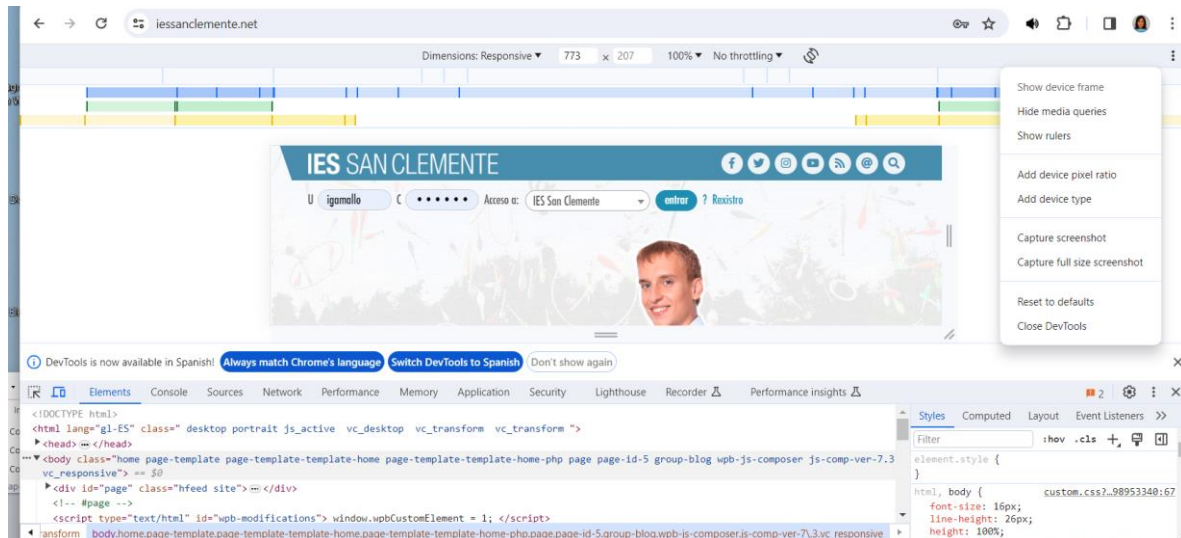 iessanclemente.net
Dimensions: Responsive ▼ 773 x 207 100% ▼ No throttling ▼
Show device frame
Hide media queries
Show rulers
Add device pixel ratio
Add device type
Capture screenshot
Capture full size screenshot
Reset to defaults
Close DevTools
IES SAN CLEMENTE
U igamallo C •••••• Acceso a: IES San Clemente entrar ? Rexistro
DevTools is now available in Spanish! Always match Chrome's language Switch DevTools to Spanish Don't show again
Elements Console Sources Network Performance Memory Application Security Lighthouse Recorder Performance insights 2
<!DOCTYPE html>
<html lang="gl-ES" class=" desktop portrait js_active  vc_desktop  vc_transform  vc_transform ">
<head> ⋯ </head>
⋯ <body class="home page-template page-template-template-home page-template-template-home-php page page-id-5 group-blog wpb-js-composer js-comp-ver-7.3
vc_responsive"> == $0
<div id="page" class="hfeed site"> ⋯ </div>
<!-- #page -->
<script type="text/html" id="wpb-modifications"> window.wpbCustomElement = 1; </script>
ransform body.home.page-template.page-template-template-home.page-template-template-home-php.page.page-id-5.group-blog.wpb-js-composer.js-comp-ver-7\.3.vc_responsive
Styles Computed Layout Event Listeners >>
Filter :hov .cls
element.style {
}
html, body { custom.css?…98953340:67
font-size: 16px;
line-height: 26px;
height: 100%;